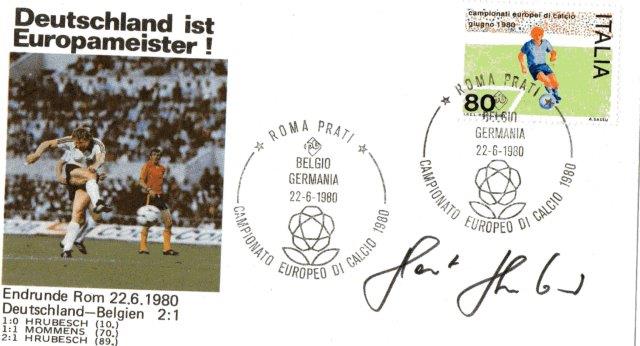 Deutschland ist
Europameister !
Endrunde Rom 22.6.1980
Deutschland—Belgien 2:1
1:0 HRUBESCH (10.)
1:1 MOMMENS (70.)
2:1 HRUBESCH (89.)
ROMA PRATI
BELGIO
GERMANIA
22-6-1980
CAMPIONATO EUROPEO DI CALCIO 1980
campionati europei di calcio
giugno 1980
ITALIA
80
A. SASSU
ROMA PRATI
BELGIO
GERMANIA
22-6-1980
CAMPIONATO EUROPEO DI CALCIO 1980